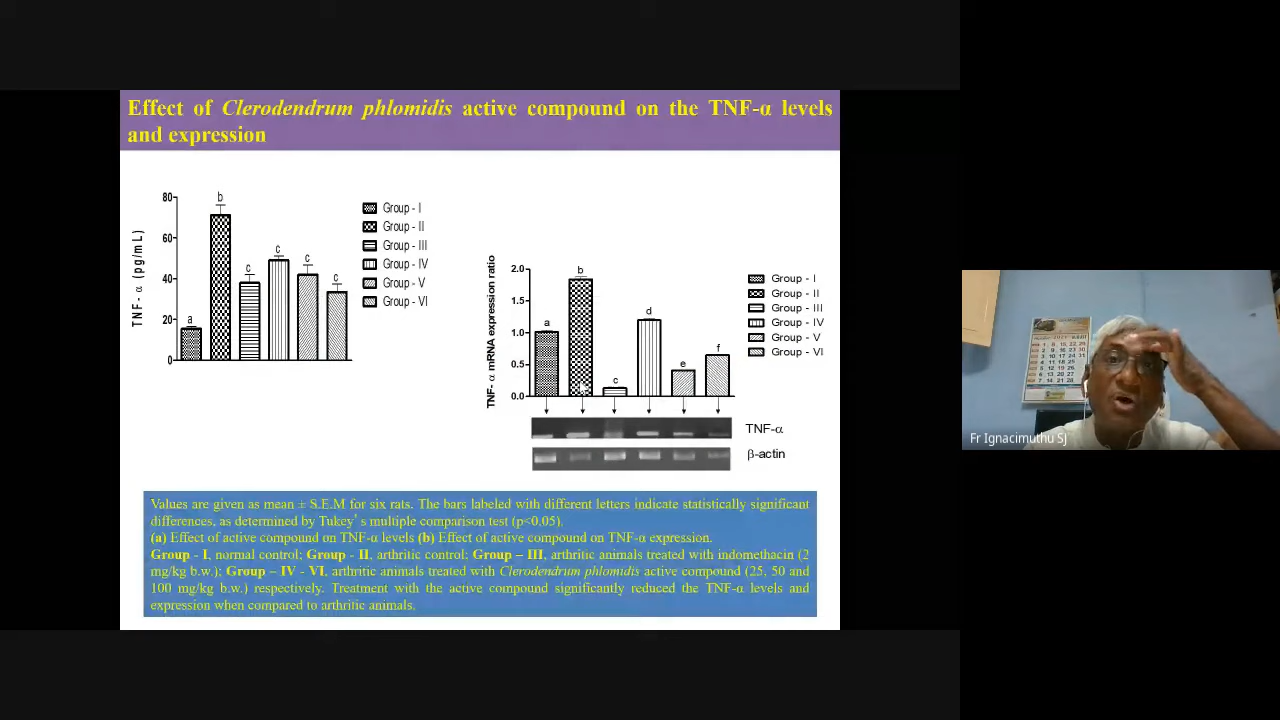 Effect of Clerodendrum phlomidis active compound on the TNF-α levels
and expression
80
60
40
20
0
TNF- α (pg/mL)
a
b
c
c
c
c
Group - I
Group - II
Group - III
Group - IV
Group - V
Group - VI
2.0
1.5
1.0
0.5
0.0
TNF- α mRNA expression ratio
a
b
c
d
e
f
Group - I
Group - II
Group - III
Group - IV
Group - V
Group - VI
TNF-α
β-actin
Values are given as mean ± S.E.M for six rats. The bars labeled with different letters indicate statistically significant
differences, as determined by Tukey's multiple comparison test (p<0.05).
(a) Effect of active compound on TNF-α levels (b) Effect of active compound on TNF-α expression.
Group - I, normal control; Group - II, arthritic control; Group – III, arthritic animals treated with indomethacin (2
mg/kg b.w.); Group – IV - VI, arthritic animals treated with Clerodendrum phlomidis active compound (25, 50 and
100 mg/kg b.w.) respectively. Treatment with the active compound significantly reduced the TNF-α levels and
expression when compared to arthritic animals.
Fr Ignacimuthu Sj